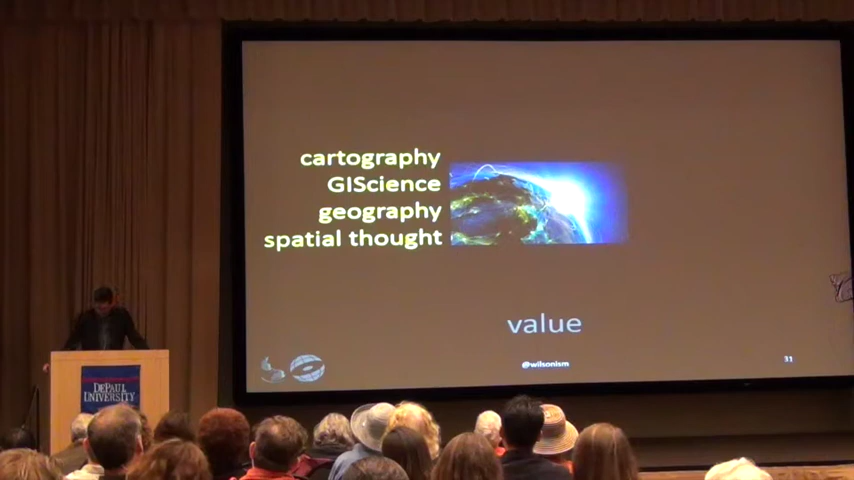 cartography
GIScience
geography
spatial thought
value
@wilsonism
11
DEPAUL
UNIVERSITY